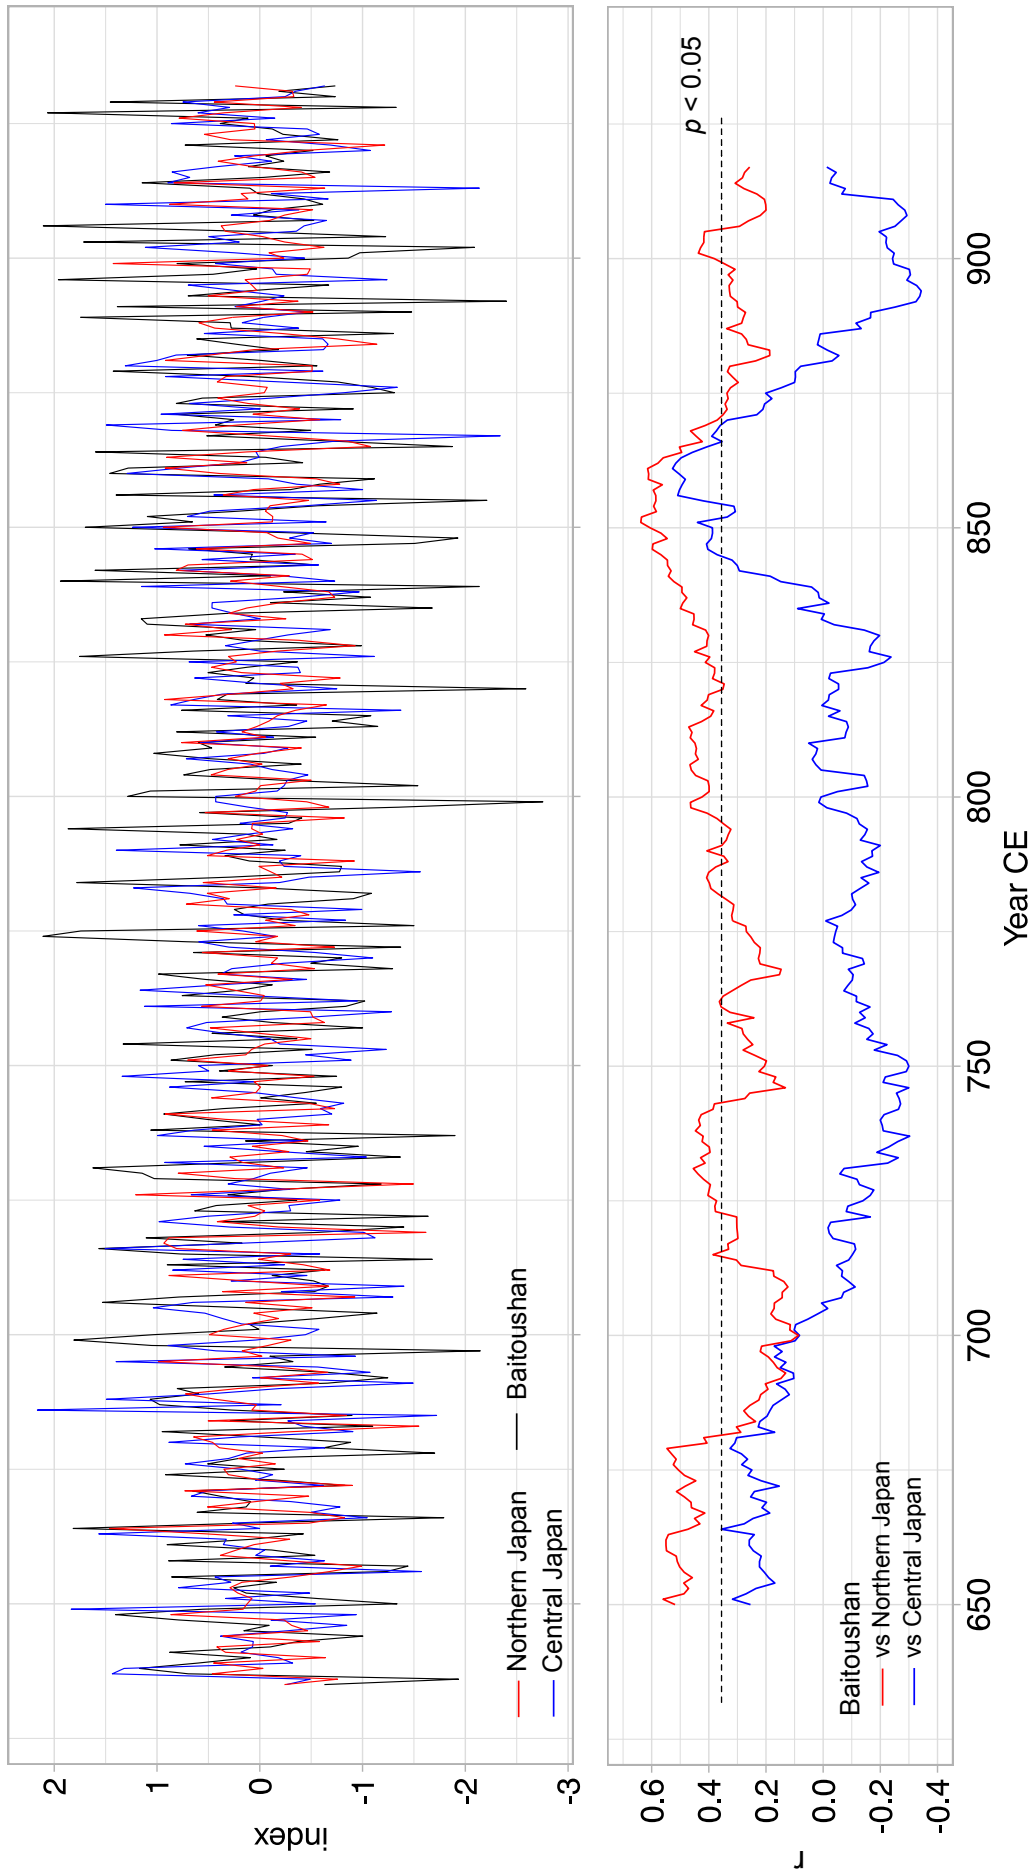 index
2
1
0
-1
-2
-3
Northern Japan
Central Japan
Baitoushan
r
0.6
0.4
0.2
0.0
-0.2
-0.4
p < 0.05
Baitoushan
vs Northern Japan
vs Central Japan
650
700
750
800
850
900
Year CE